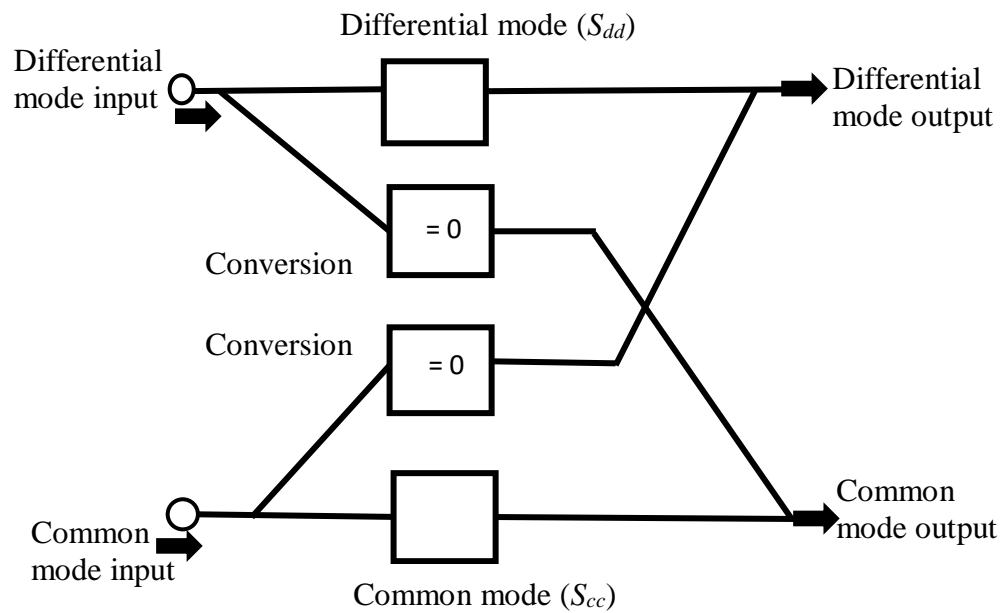 Differential mode (Sdd)
Differential
mode input
Differential
mode output
= 0
Conversion
Conversion
= 0
Common
mode input
Common
mode output
Common mode (Scc)